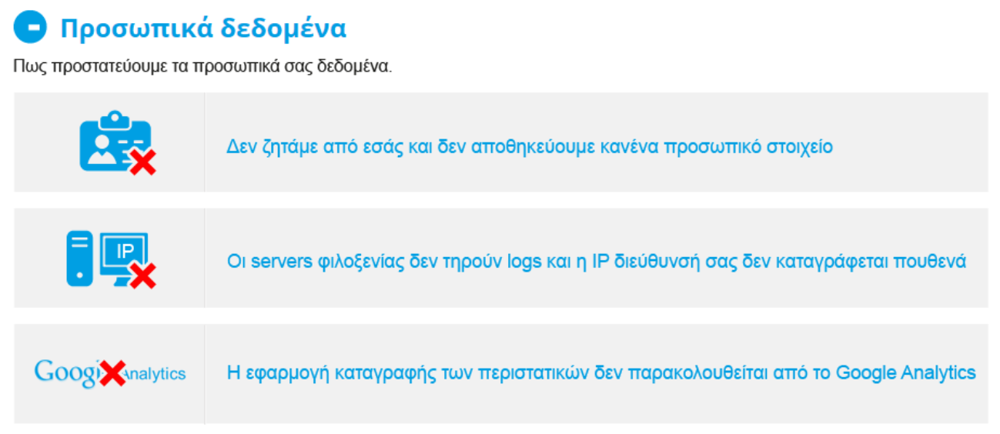 Προσωπικά δεδομένα
Πως προστατεύουμε τα προσωπικά σας δεδομένα.
Δεν ζητάμε από εσάς και δεν αποθηκεύουμε κανένα προσωπικό στοιχείο
IP
Οι servers φιλοξενίας δεν τηρούν logs και η IP διεύθυνσή σας δεν καταγράφεται πουθενά
Google Analytics
Η εφαρμογή καταγραφής των περιστατικών δεν παρακολουθείται από το Google Analytics